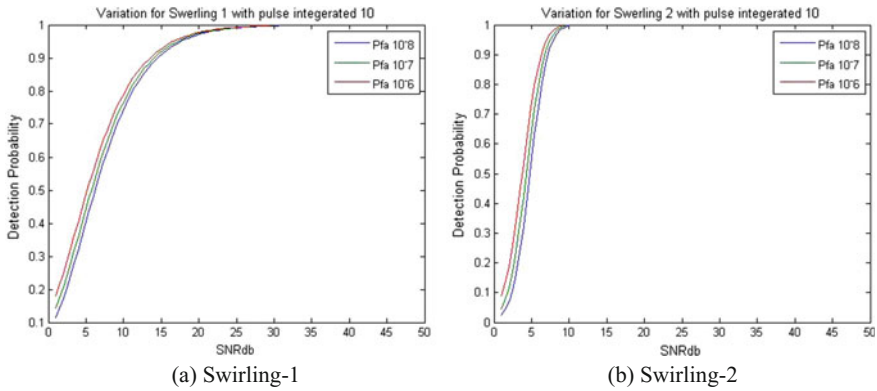 Variation for Swerling 1 with pulse integerated 10
1
0.9
0.8
0.7
0.6
0.5
0.4
0.3
0.2
0.1
Detection Probability
0 5 10 15 20 25 30 35 40 45 50
SNRdb
Pfa 10^-8
Pfa 10^-7
Pfa 10^-6
(a) Swirling-1
Variation for Swerling 2 with pulse integerated 10
1
0.9
0.8
0.7
0.6
0.5
0.4
0.3
0.2
0.1
0
Detection Probability
0 5 10 15 20 25 30 35 40 45 50
SNRdb
Pfa 10^-8
Pfa 10^-7
Pfa 10^-6
(b) Swirling-2